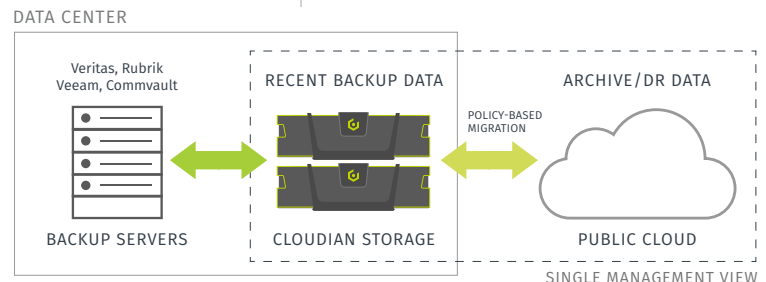 DATA CENTER
Veritas, Rubrik
Veeam, Commvault
RECENT BACKUP DATA
ARCHIVE/DR DATA
POLICY-BASED
MIGRATION
BACKUP SERVERS
CLOUDIAN STORAGE
PUBLIC CLOUD
SINGLE MANAGEMENT VIEW